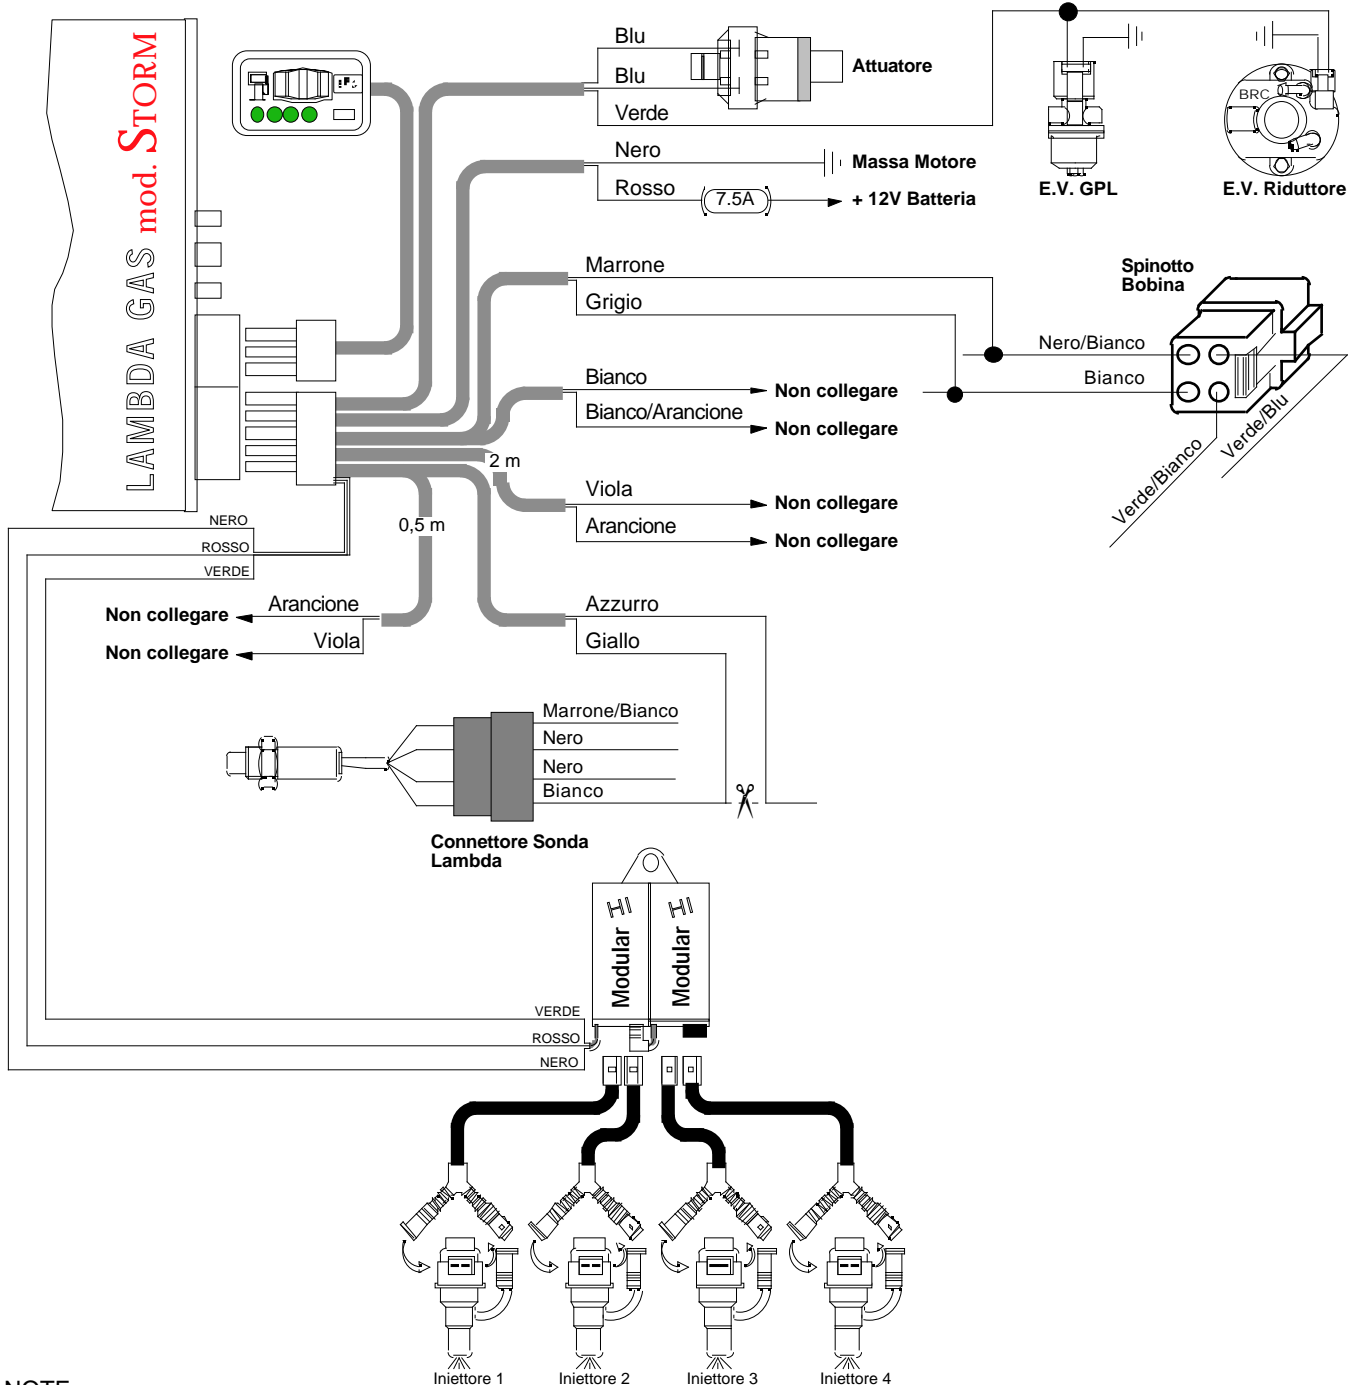 LAMBDA GAS mod. STORM
Blu
Blu
Verde
Attuatore
BRC
E.V. GPL
E.V. Riduttore
Nero
Massa Motore
Rosso
7.5A
+ 12V Batteria
Marrone
Grigio
Spinotto
Bobina
Nero/Bianco
Bianco
Verde/Blu
Verde/Bianco
Bianco
Non collegare
Bianco/Arancione
Non collegare
2 m
Viola
Non collegare
Arancione
Non collegare
0,5 m
NERO
ROSSO
VERDE
Arancione
Non collegare
Viola
Non collegare
Azzurro
Giallo
Marrone/Bianco
Nero
Nero
Bianco
Connettore Sonda
Lambda
Modular HI
Modular HI
VERDE
ROSSO
NERO
Iniettore 1
Iniettore 2
Iniettore 3
Iniettore 4